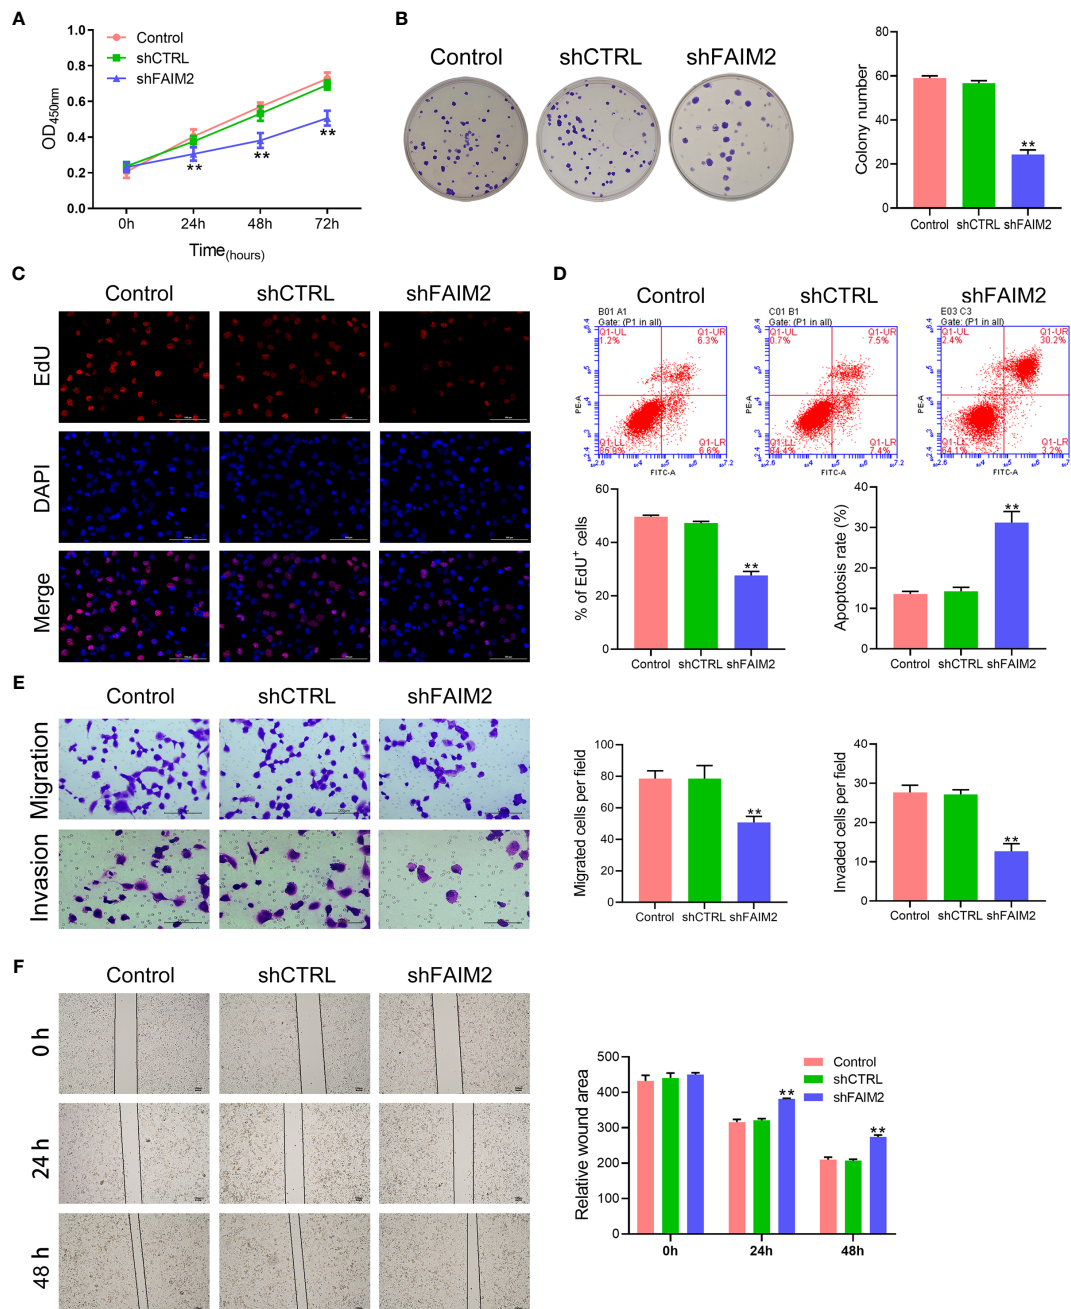 A
OD450nm
1.0
0.8
0.6
0.4
0.2
0.0
Control
shCTRL
shFAIM2
**
**
**
0h 24h 48h 72h
Time(hours)
B
Control shCTRL shFAIM2
Colony number
80
60
40
20
0
**
Control shCTRL shFAIM2
C
Control shCTRL shFAIM2
EdU
DAPI
Merge
% of EdU+ cells
60
40
20
0
**
Control shCTRL shFAIM2
D
Control shCTRL shFAIM2
B01 A1
Gate: (P1 in all)
Q1-UL
1.2%
Q1-UR
6.3%
Q1-LL
Q1-LR
6.6%
PE-A
FITC-A
C01 B1
Gate: (P1 in all)
Q1-UL
0.7%
Q1-UR
7.5%
Q1-LL
84.4%
Q1-LR
7.4%
PE-A
FITC-A
E03 C3
Gate: (P1 in all)
Q1-UL
2.4%
Q1-UR
30.2%
Q1-LL
64.1%
Q1-LR
3.2%
PE-A
FITC-A
Apoptosis rate (%)
40
30
20
10
0
**
Control shCTRL shFAIM2
E
Control shCTRL shFAIM2
Migration
Invasion
Migrated cells per field
100
80
60
40
20
0
**
Control shCTRL shFAIM2
Invaded cells per field
40
30
20
10
0
**
Control shCTRL shFAIM2
F
Control shCTRL shFAIM2
0 h
24 h
48 h
Relative wound area
500
400
300
200
100
0
Control
shCTRL
shFAIM2
**
**
0h 24h 48h